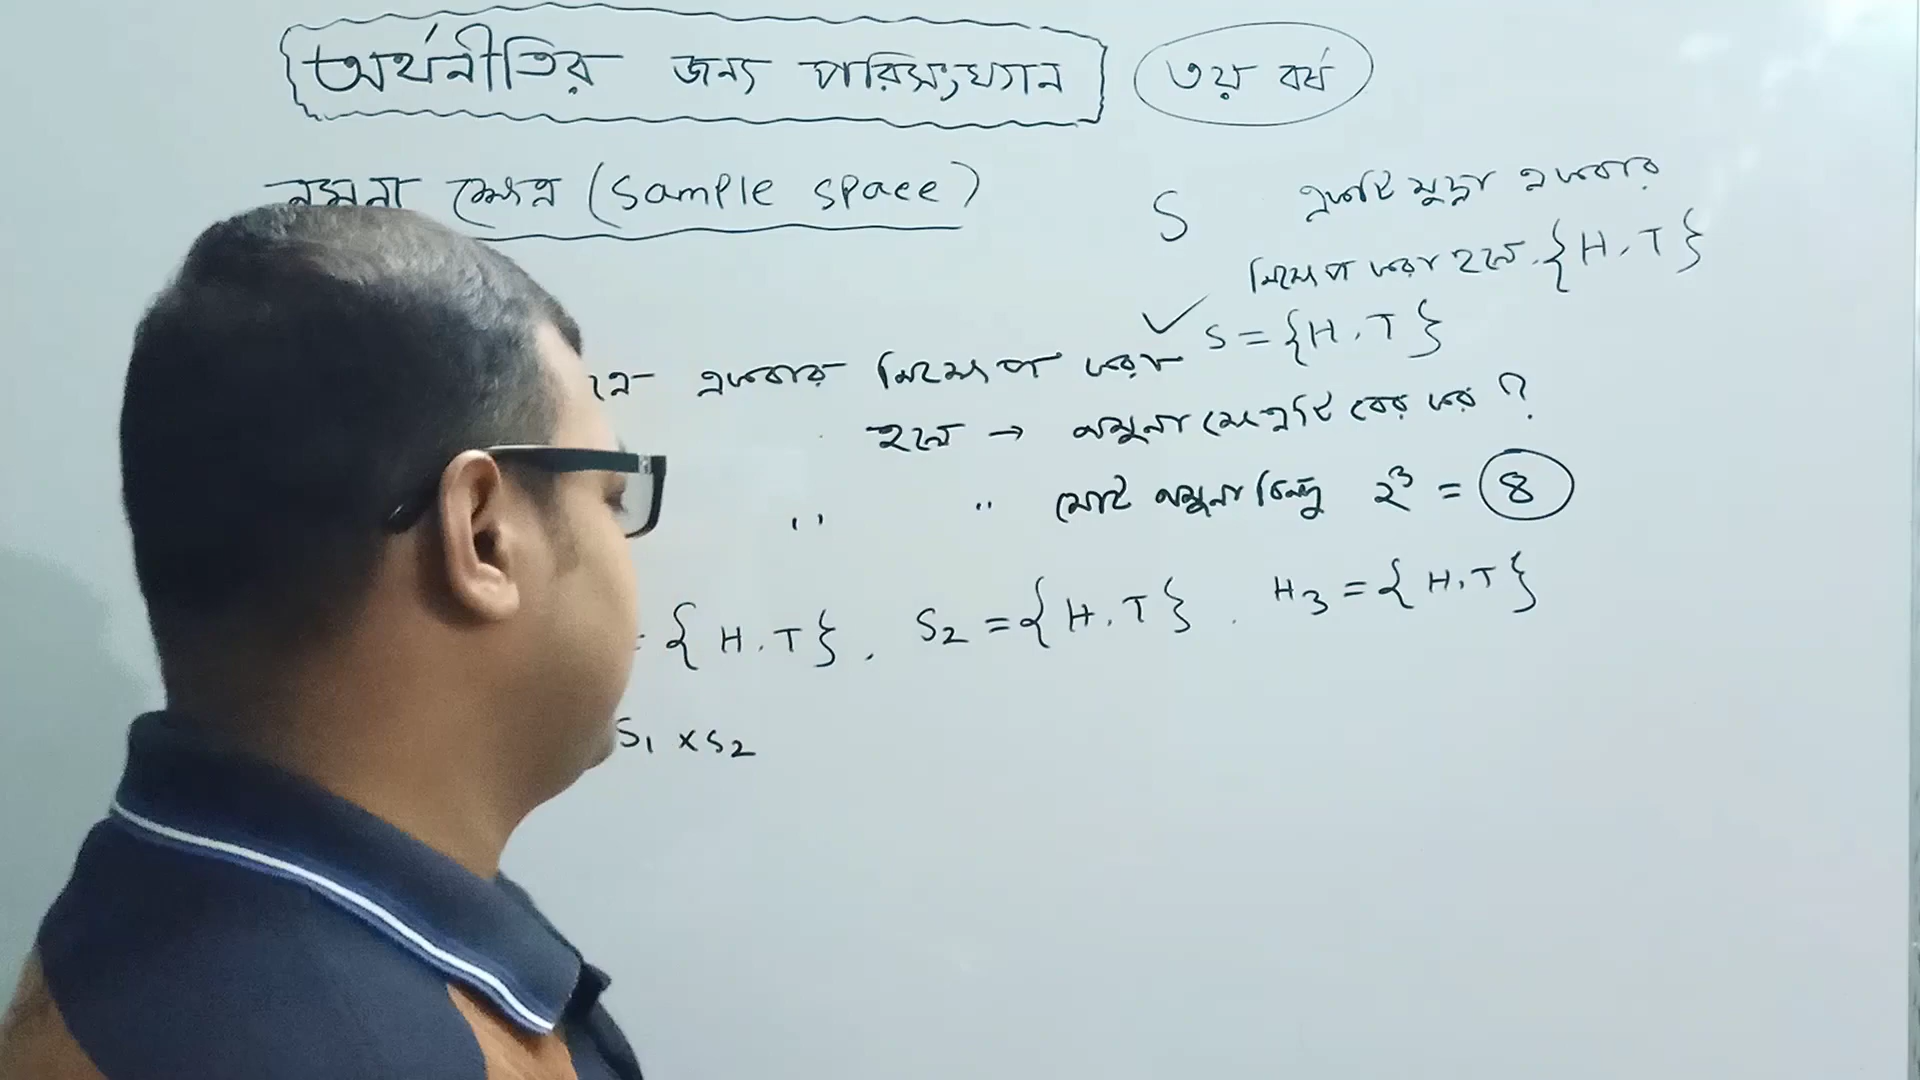 অর্থনীতির জন্য পরিসংখ্যান ৩য় বর্ষ
নমুনা ক্ষেত্র (Sample space)
S একটি মুদ্রা একবার
নিক্ষেপ করা হলে {H, T}
✓ S = {H, T}
একবার নিক্ষেপ করা
হলে → নমুনা ক্ষেত্রটি বের কর ?
,, ,, মোট নমুনা বিন্দু 2³ = 8
= {H, T}, S₂ = {H, T}, H₃ = {H, T}
S₁ × S₂